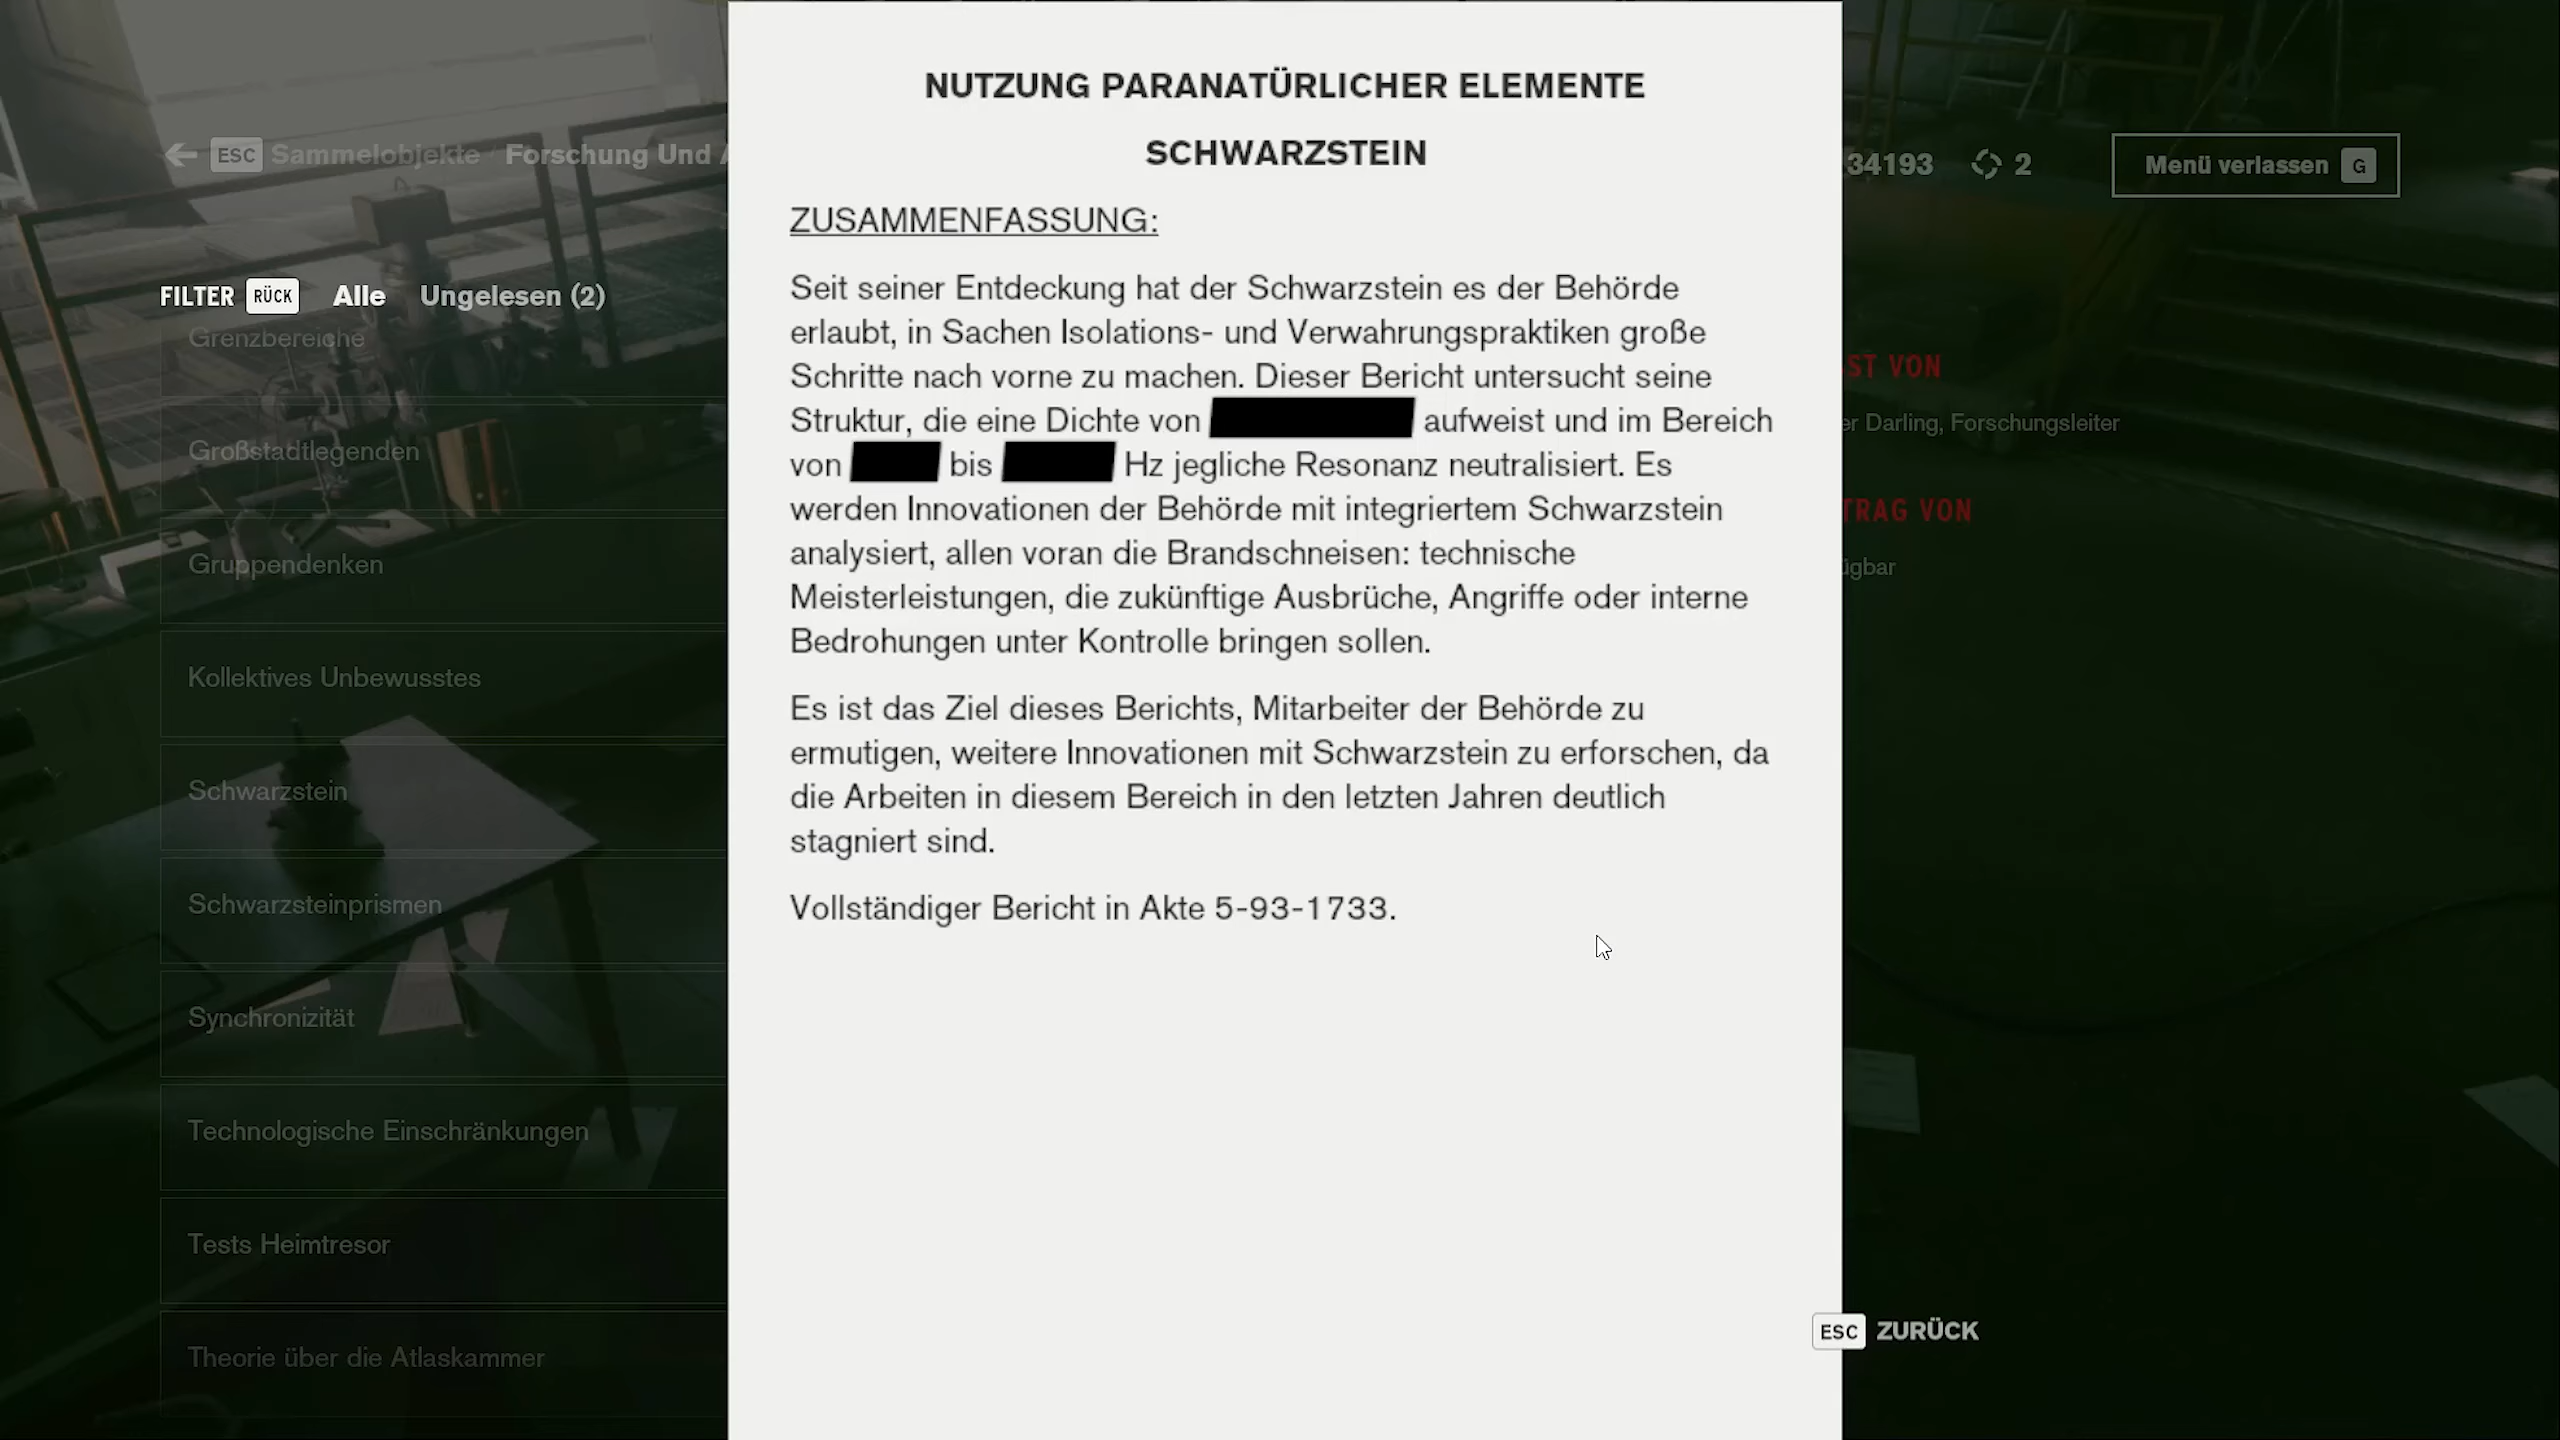 NUTZUNG PARANATÜRLICHER ELEMENTE
SCHWARZSTEIN
ZUSAMMENFASSUNG:
Seit seiner Entdeckung hat der Schwarzstein es der Behörde
erlaubt, in Sachen Isolations- und Verwahrungspraktiken große
Schritte nach vorne zu machen. Dieser Bericht untersucht seine
Struktur, die eine Dichte von aufweist und im Bereich
von bis Hz jegliche Resonanz neutralisiert. Es
werden Innovationen der Behörde mit integriertem Schwarzstein
analysiert, allen voran die Brandschneisen: technische
Meisterleistungen, die zukünftige Ausbrüche, Angriffe oder interne
Bedrohungen unter Kontrolle bringen sollen.
Es ist das Ziel dieses Berichts, Mitarbeiter der Behörde zu
ermutigen, weitere Innovationen mit Schwarzstein zu erforschen, da
die Arbeiten in diesem Bereich in den letzten Jahren deutlich
stagniert sind.
Vollständiger Bericht in Akte 5-93-1733.
ESC Sammelobjekte Forschung Und
FILTER RÜCK Alle Ungelesen (2)
Grenzbereiche
Großstadtlegenden
Gruppendenken
Kollektives Unbewusstes
Schwarzstein
Schwarzsteinprismen
Synchronizität
Technologische Einschränkungen
Tests Heimtresor
Theorie über die Atlaskammer
34193 2
Menü verlassen G
ST VON
er Darling, Forschungsleiter
TRAG VON
ügbar
ESC ZURÜCK